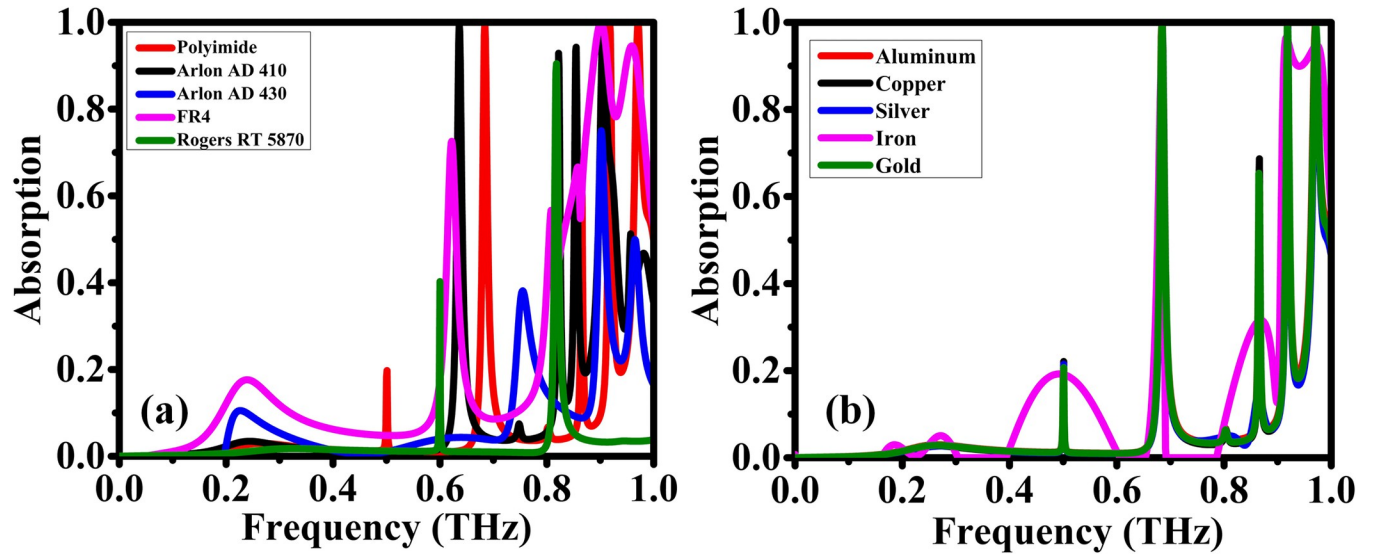 Absorption
1.0
0.8
0.6
0.4
0.2
0.0
Polyimide
Arlon AD 410
Arlon AD 430
FR4
Rogers RT 5870
(a)
0.0 0.2 0.4 0.6 0.8 1.0
Frequency (THz)
Absorption
1.0
0.8
0.6
0.4
0.2
0.0
Aluminum
Copper
Silver
Iron
Gold
(b)
0.0 0.2 0.4 0.6 0.8 1.0
Frequency (THz)